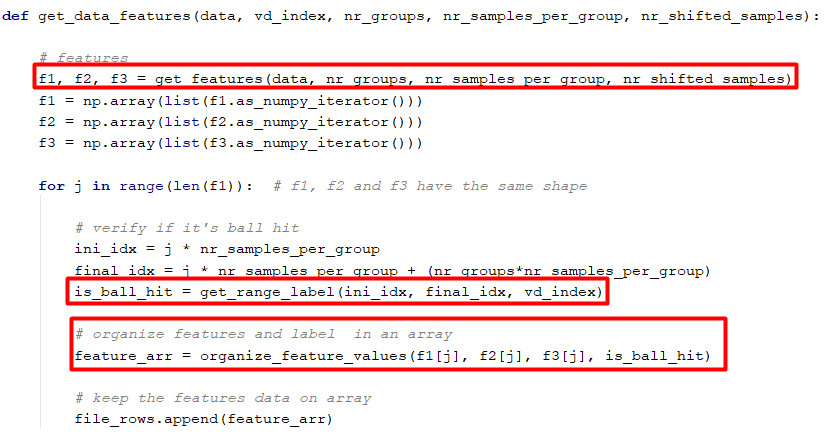 def get_data_features(data, vd_index, nr_groups, nr_samples_per_group, nr_shifted_samples):
# features
f1, f2, f3 = get_features(data, nr_groups, nr_samples_per_group, nr_shifted_samples)
f1 = np.array(list(f1.as_numpy_iterator()))
f2 = np.array(list(f2.as_numpy_iterator()))
f3 = np.array(list(f3.as_numpy_iterator()))
for j in range(len(f1)):  # f1, f2 and f3 have the same shape
# verify if it's ball hit
ini_idx = j * nr_samples_per_group
final_idx = j * nr_samples_per_group + (nr_groups*nr_samples_per_group)
is_ball_hit = get_range_label(ini_idx, final_idx, vd_index)
# organize features and label  in an array
feature_arr = organize_feature_values(f1[j], f2[j], f3[j], is_ball_hit)
# keep the features data on array
file_rows.append(feature_arr)